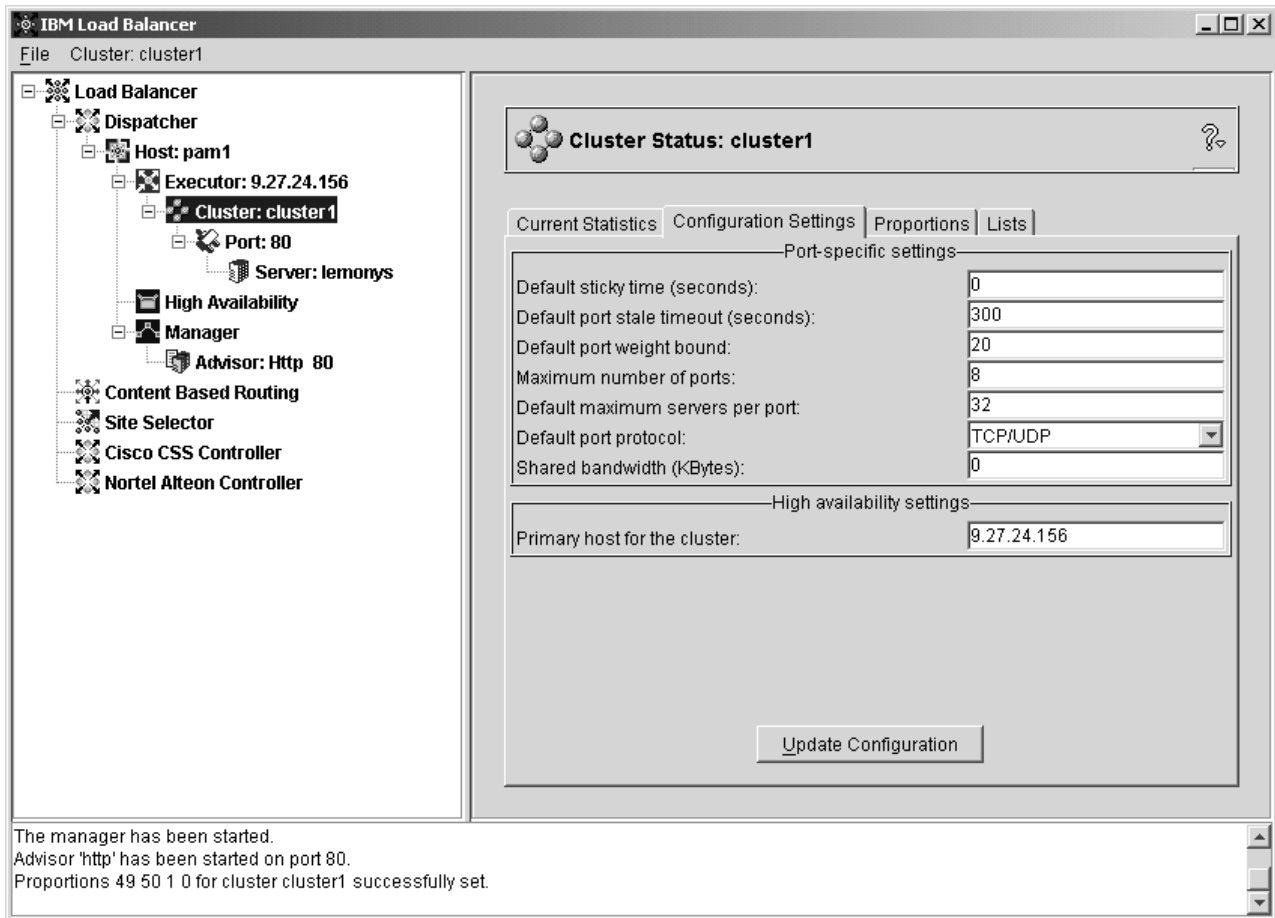 IBM Load Balancer
File Cluster: cluster1
Load Balancer
Dispatcher
Host: pam1
Executor: 9.27.24.156
Cluster: cluster1
Port: 80
Server: lemonys
High Availability
Manager
Advisor: Http 80
Content Based Routing
Site Selector
Cisco CSS Controller
Nortel Alteon Controller
Cluster Status: cluster1
?
Current Statistics Configuration Settings Proportions Lists
Port-specific settings
Default sticky time (seconds): 0
Default port stale timeout (seconds): 300
Default port weight bound: 20
Maximum number of ports: 8
Default maximum servers per port: 32
Default port protocol: TCP/UDP
Shared bandwidth (KBytes): 0
High availability settings
Primary host for the cluster: 9.27.24.156
Update Configuration
The manager has been started.
Advisor 'http' has been started on port 80.
Proportions 49 50 1 0 for cluster cluster1 successfully set.